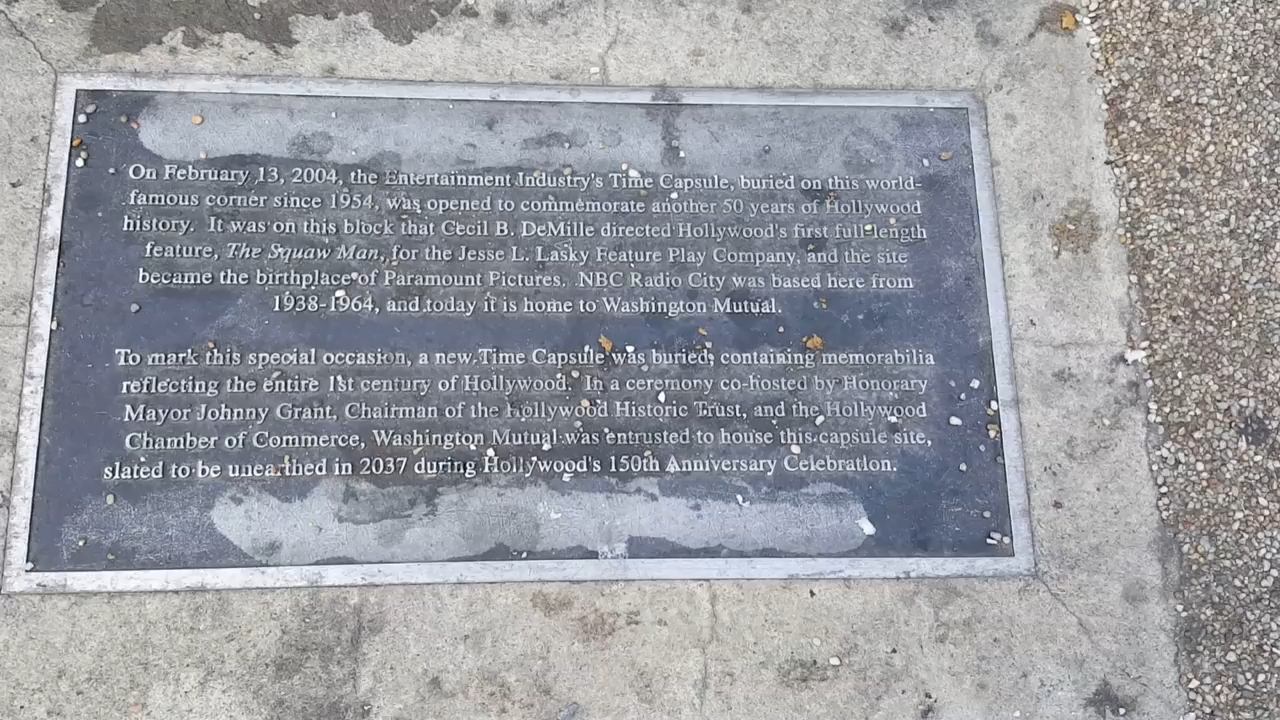 On February 13, 2004, the Entertainment Industry's Time Capsule, buried on this world-
famous corner since 1954, was opened to commemorate another 50 years of Hollywood
history. It was on this block that Cecil B. DeMille directed Hollywood's first full-length
feature, The Squaw Man, for the Jesse L. Lasky Feature Play Company, and the site
became the birthplace of Paramount Pictures. NBC Radio City was based here from
1938-1964, and today it is home to Washington Mutual.
To mark this special occasion, a new Time Capsule was buried, containing memorabilia
reflecting the entire 1st century of Hollywood. In a ceremony co-hosted by Honorary
Mayor Johnny Grant, Chairman of the Hollywood Historic Trust, and the Hollywood
Chamber of Commerce, Washington Mutual was entrusted to house this capsule site,
slated to be unearthed in 2037 during Hollywood's 150th Anniversary Celebration.